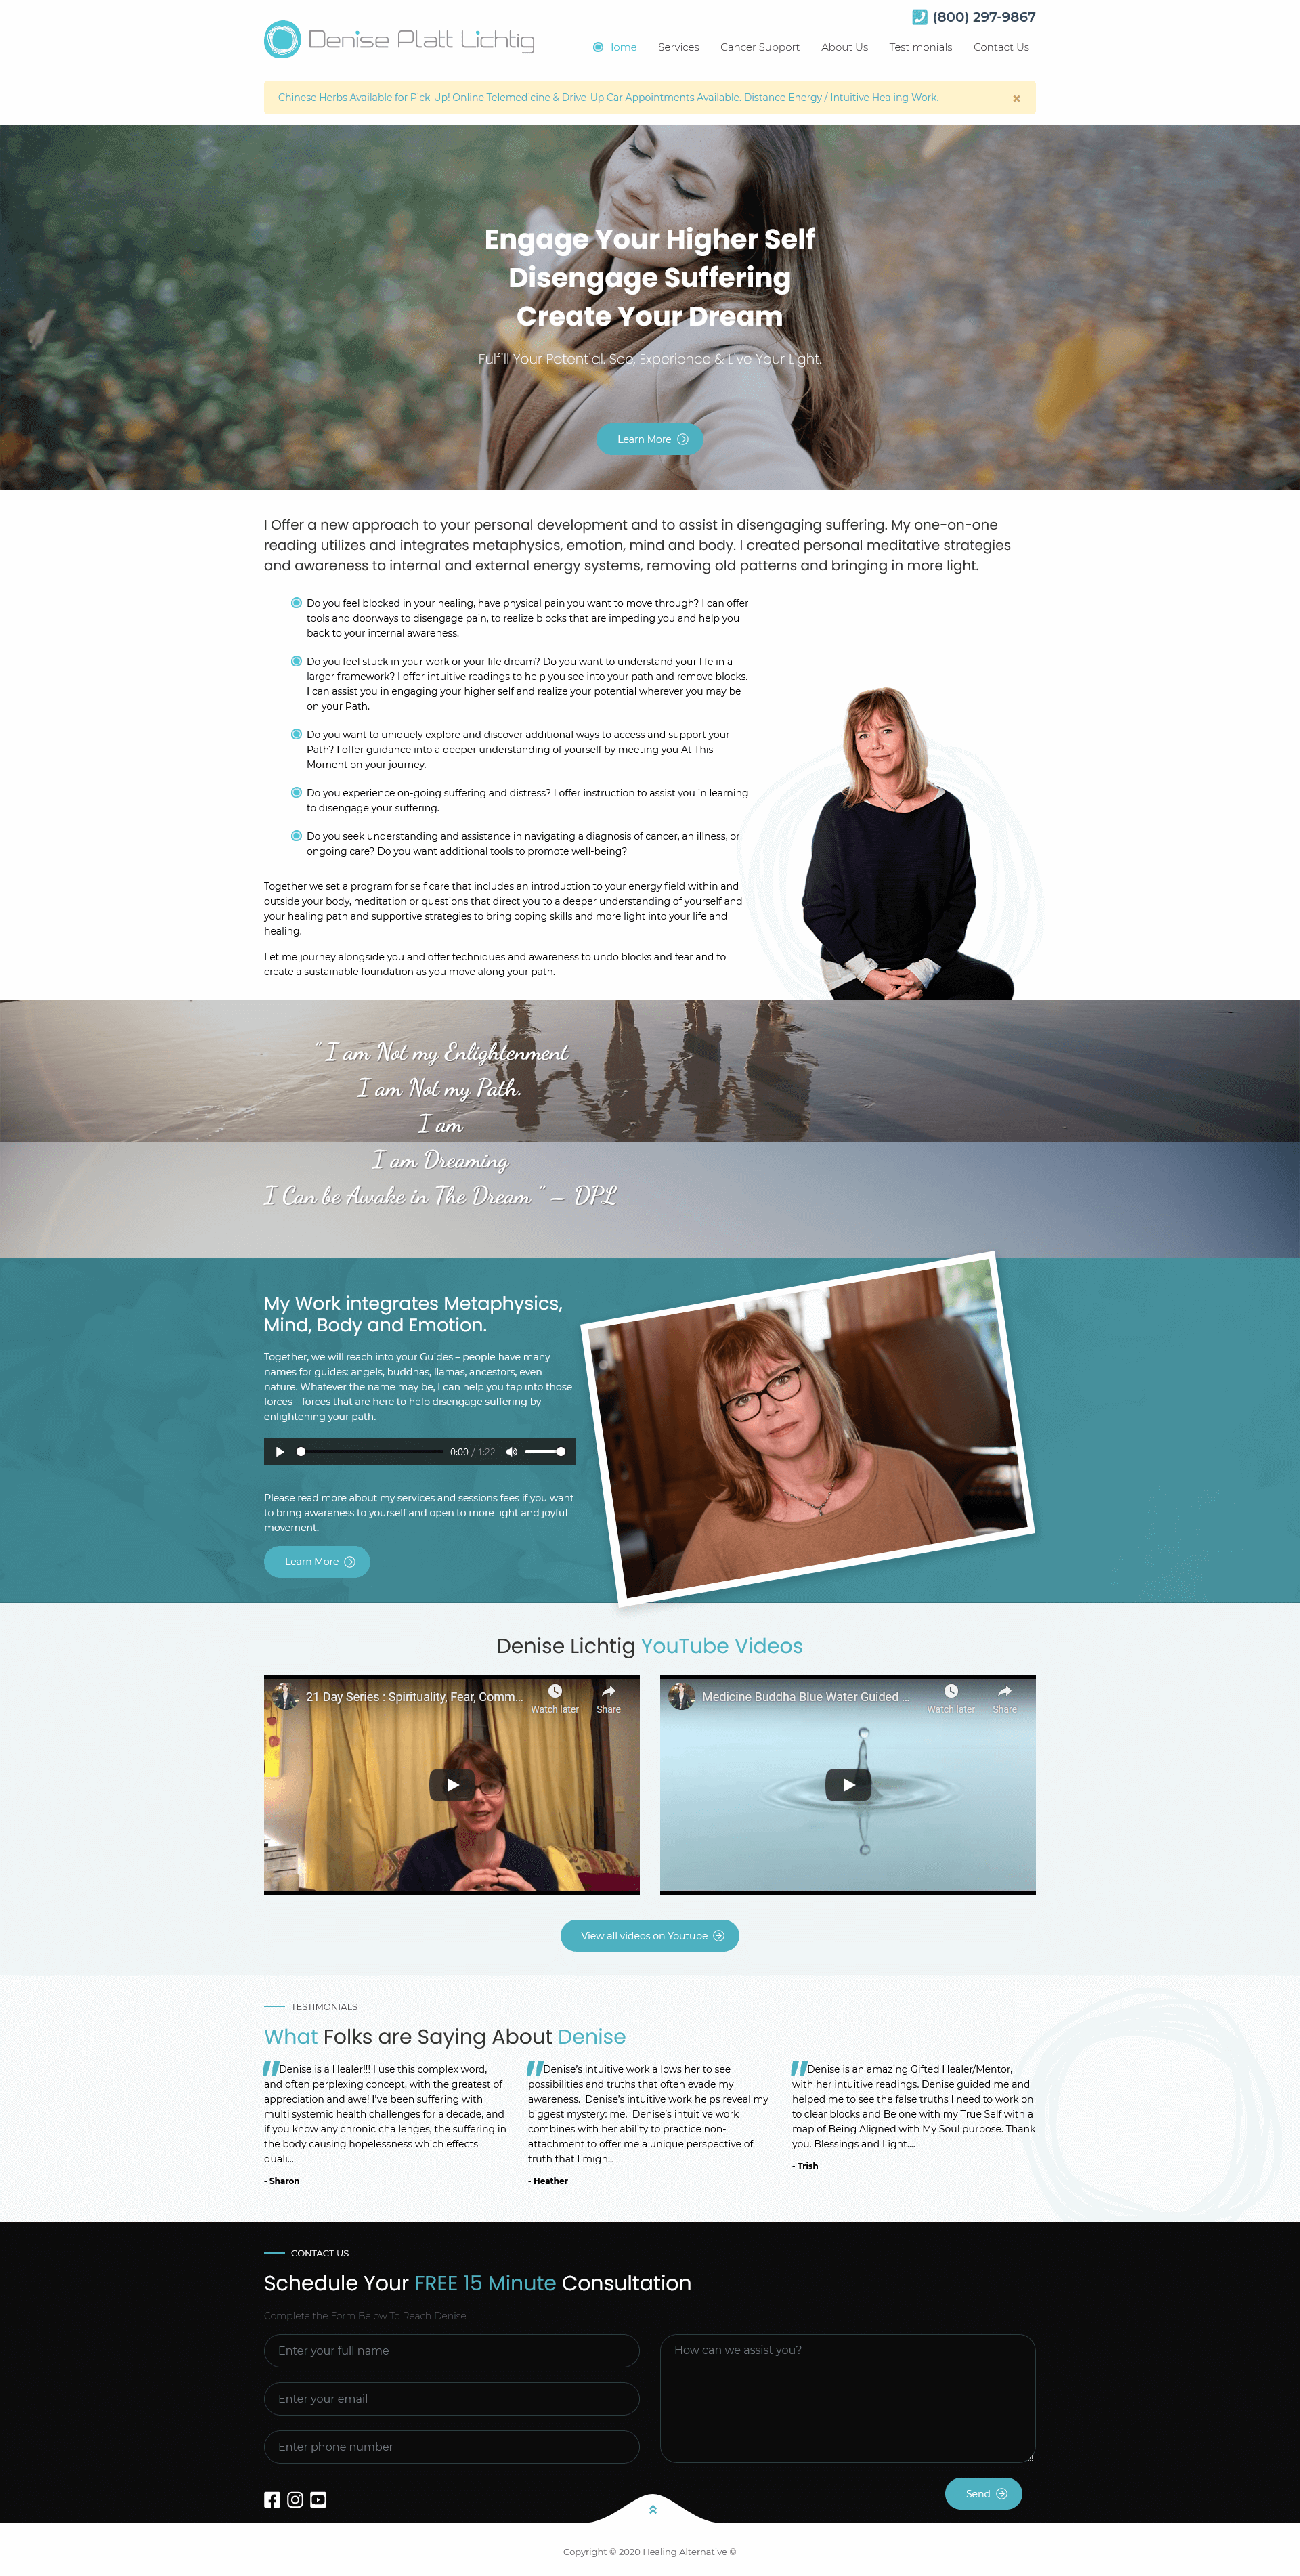 (800) 297-9867
Denise Platt Lichtig
Home Services Cancer Support About Us Testimonials Contact Us
Chinese Herbs Available for Pick-Up! Online Telemedicine & Drive-Up Car Appointments Available. Distance Energy / Intuitive Healing Work.
Engage Your Higher Self
Disengage Suffering
Create Your Dream
Fulfill Your Potential. See, Experience & Live Your Light.
Learn More
I Offer a new approach to your personal development and to assist in disengaging suffering. My one-on-one
reading utilizes and integrates metaphysics, emotion, mind and body. I created personal meditative strategies
and awareness to internal and external energy systems, removing old patterns and bringing in more light.
Do you feel blocked in your healing, have physical pain you want to move through? I can offer
tools and doorways to disengage pain, to realize blocks that are impeding you and help you
back to your internal awareness.
Do you feel stuck in your work or your life dream? Do you want to understand your life in a
larger framework? I offer intuitive readings to help you see into your path and remove blocks.
I can assist you in engaging your higher self and realize your potential wherever you may be
on your Path.
Do you want to uniquely explore and discover additional ways to access and support your
Path? I offer guidance into a deeper understanding of yourself by meeting you At This
Moment on your journey.
Do you experience on-going suffering and distress? I offer instruction to assist you in learning
to disengage your suffering.
Do you seek understanding and assistance in navigating a diagnosis of cancer, an illness, or
ongoing care? Do you want additional tools to promote well-being?
Together we set a program for self care that includes an introduction to your energy field within and
outside your body, meditation or questions that direct you to a deeper understanding of yourself and
your healing path and supportive strategies to bring coping skills and more light into your life and
healing.
Let me journey alongside you and offer techniques and awareness to undo blocks and fear and to
create a sustainable foundation as you move along your path.
" I am Not my Enlightenment
I am Not my Path.
I am
I am Dreaming
I Can be Awake in The Dream " – DPL
My Work integrates Metaphysics,
Mind, Body and Emotion.
Together, we will reach into your Guides – people have many
names for guides: angels, buddhas, llamas, ancestors, even
nature. Whatever the name may be, I can help you tap into those
forces – forces that are here to help disengage suffering by
enlightening your path.
0:00 / 1:22
Please read more about my services and sessions fees if you want
to bring awareness to yourself and open to more light and joyful
movement.
Learn More
Denise Lichtig YouTube Videos
21 Day Series : Spirituality, Fear, Comm...
Watch later Share
Medicine Buddha Blue Water Guided ...
Watch later Share
View all videos on Youtube
TESTIMONIALS
What Folks are Saying About Denise
Denise is a Healer!!! I use this complex word,
and often perplexing concept, with the greatest of
appreciation and awe! I've been suffering with
multi systemic health challenges for a decade, and
if you know any chronic challenges, the suffering in
the body causing hopelessness which effects
quali...
- Sharon
Denise's intuitive work allows her to see
possibilities and truths that often evade my
awareness. Denise's intuitive work helps reveal my
biggest mystery: me. Denise's intuitive work
combines with her ability to practice non-
attachment to offer me a unique perspective of
truth that I migh...
- Heather
Denise is an amazing Gifted Healer/Mentor,
with her intuitive readings. Denise guided me and
helped me to see the false truths I need to work on
to clear blocks and Be one with my True Self with a
map of Being Aligned with My Soul purpose. Thank
you. Blessings and Light....
- Trish
CONTACT US
Schedule Your FREE 15 Minute Consultation
Complete the Form Below To Reach Denise.
Enter your full name
Enter your email
Enter phone number
How can we assist you?
Send
Copyright © 2020 Healing Alternative ©